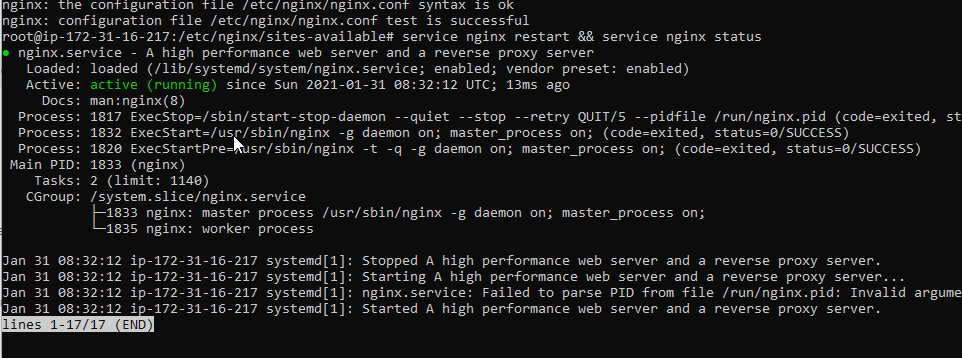 nginx: the configuration file /etc/nginx/nginx.conf syntax is ok
nginx: configuration file /etc/nginx/nginx.conf test is successful
root@ip-172-31-16-217:/etc/nginx/sites-available# service nginx restart && service nginx status
● nginx.service - A high performance web server and a reverse proxy server
   Loaded: loaded (/lib/systemd/system/nginx.service; enabled; vendor preset: enabled)
   Active: active (running) since Sun 2021-01-31 08:32:12 UTC; 13ms ago
     Docs: man:nginx(8)
  Process: 1817 ExecStop=/sbin/start-stop-daemon --quiet --stop --retry QUIT/5 --pidfile /run/nginx.pid (code=exited, st
  Process: 1832 ExecStart=/usr/sbin/nginx -g daemon on; master_process on; (code=exited, status=0/SUCCESS)
  Process: 1820 ExecStartPre=/usr/sbin/nginx -t -q -g daemon on; master_process on; (code=exited, status=0/SUCCESS)
 Main PID: 1833 (nginx)
    Tasks: 2 (limit: 1140)
   CGroup: /system.slice/nginx.service
           ├─1833 nginx: master process /usr/sbin/nginx -g daemon on; master_process on;
           └─1835 nginx: worker process

Jan 31 08:32:12 ip-172-31-16-217 systemd[1]: Stopped A high performance web server and a reverse proxy server.
Jan 31 08:32:12 ip-172-31-16-217 systemd[1]: Starting A high performance web server and a reverse proxy server...
Jan 31 08:32:12 ip-172-31-16-217 systemd[1]: nginx.service: Failed to parse PID from file /run/nginx.pid: Invalid argume
Jan 31 08:32:12 ip-172-31-16-217 systemd[1]: Started A high performance web server and a reverse proxy server.
lines 1-17/17 (END)